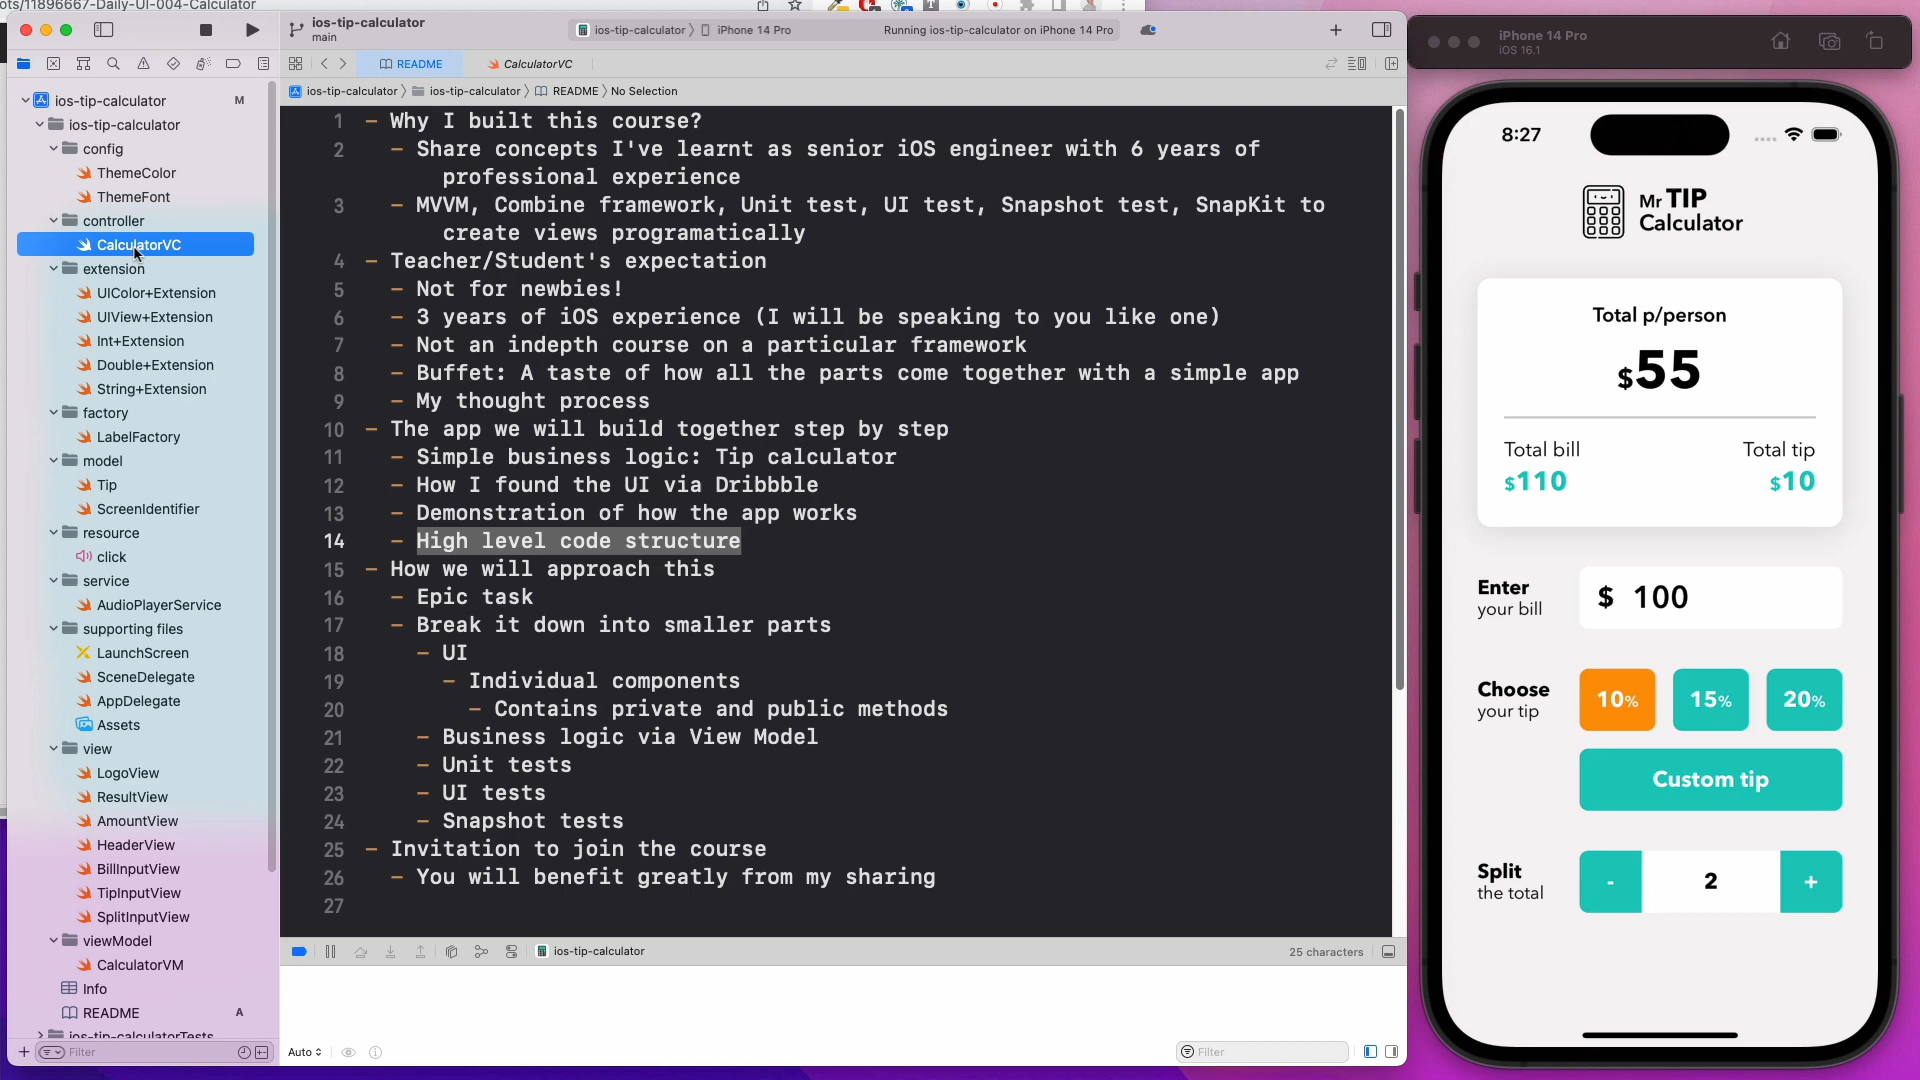 ots/11896667-Daily-UI-004-Calculator
ios-tip-calculator
main
ios-tip-calculator
iPhone 14 Pro
Running ios-tip-calculator on iPhone 14 Pro
README
CalculatorVC
ios-tip-calculator
ios-tip-calculator
README
No Selection
ios-tip-calculator M
ios-tip-calculator
config
ThemeColor
ThemeFont
controller
CalculatorVC
extension
UIColor+Extension
UIView+Extension
Int+Extension
Double+Extension
String+Extension
factory
LabelFactory
model
Tip
ScreenIdentifier
resource
click
service
AudioPlayerService
supporting files
LaunchScreen
SceneDelegate
AppDelegate
Assets
view
LogoView
ResultView
AmountView
HeaderView
BillInputView
TipInputView
SplitInputView
viewModel
CalculatorVM
Info
README A
ios-tip-calculatorTests
Filter
1 - Why I built this course?
2 - Share concepts I've learnt as senior iOS engineer with 6 years of
professional experience
3 - MVVM, Combine framework, Unit test, UI test, Snapshot test, SnapKit to
create views programatically
4 - Teacher/Student's expectation
5 - Not for newbies!
6 - 3 years of iOS experience (I will be speaking to you like one)
7 - Not an indepth course on a particular framework
8 - Buffet: A taste of how all the parts come together with a simple app
9 - My thought process
10 - The app we will build together step by step
11 - Simple business logic: Tip calculator
12 - How I found the UI via Dribbble
13 - Demonstration of how the app works
14 - High level code structure
15 - How we will approach this
16 - Epic task
17 - Break it down into smaller parts
18 - UI
19 - Individual components
20 - Contains private and public methods
21 - Business logic via View Model
22 - Unit tests
23 - UI tests
24 - Snapshot tests
25 - Invitation to join the course
26 - You will benefit greatly from my sharing
27
ios-tip-calculator
25 characters
Auto
Filter
iPhone 14 Pro
iOS 16.1
8:27
Mr TIP
Calculator
Total p/person
$55
Total bill Total tip
$110 $10
Enter
your bill
$ 100
Choose
your tip
10% 15% 20%
Custom tip
Split
the total
- 2 +